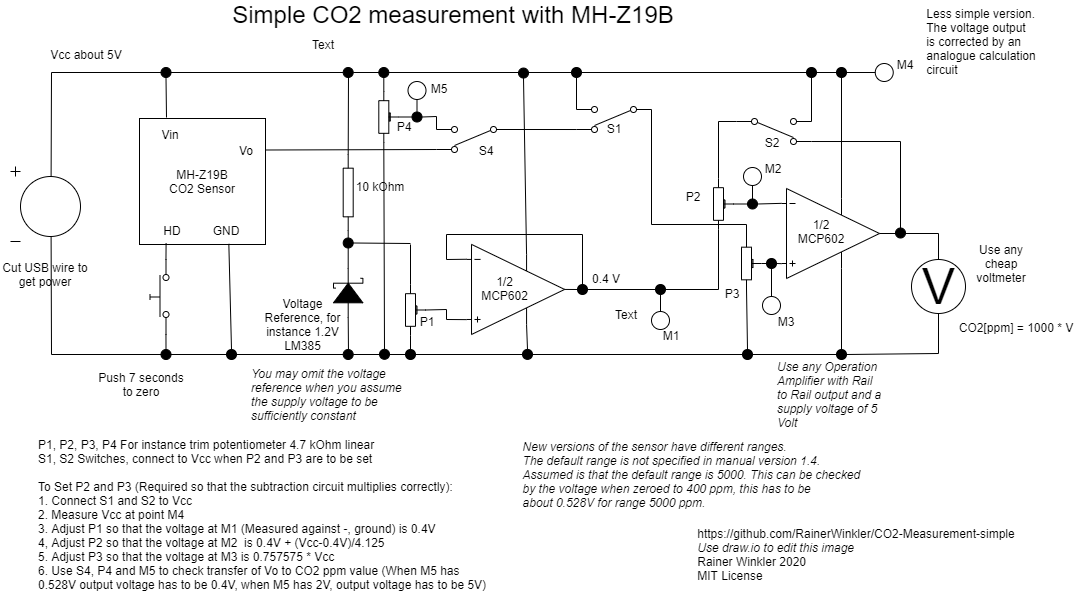 Simple CO2 measurement with MH-Z19B
Less simple version.
The voltage output
is corrected by an
analogue calculation
circuit
Vcc about 5V
Text
M4
M5
P4
S1
S4
S2
Vin
Vo
MH-Z19B
CO2 Sensor
HD
GND
10 kOhm
M2
P2
1/2
MCP602
+
−
Cut USB wire to
get power
−
+
Use any
cheap
voltmeter
V
CO2[ppm] = 1000 * V
Voltage
Reference, for
instance 1.2V
LM385
P1
−
1/2
MCP602
+
0.4 V
Text
M1
P3
M3
Push 7 seconds
to zero
You may omit the voltage
reference when you assume
the supply voltage to be
sufficiently constant
Use any Operation
Amplifier with Rail
to Rail output and a
supply voltage of 5
Volt
P1, P2, P3, P4 For instance trim potentiometer 4.7 kOhm linear
S1, S2 Switches, connect to Vcc when P2 and P3 are to be set
To Set P2 and P3 (Required so that the subtraction circuit multiplies correctly):
1. Connect S1 and S2 to Vcc
2. Measure Vcc at point M4
3. Adjust P1 so that the voltage at M1 (Measured against -, ground) is 0.4V
4, Adjust P2 so that the voltage at M2  is 0.4V + (Vcc-0.4V)/4.125
5. Adjust P3 so that the voltage at M3 is 0.757575 * Vcc
6. Use S4, P4 and M5 to check transfer of Vo to CO2 ppm value (When M5 has
0.528V output voltage has to be 0.4V, when M5 has 2V, output voltage has to be 5V)
New versions of the sensor have different ranges.
The default range is not specified in manual version 1.4.
Assumed is that the default range is 5000. This can be checked
by the voltage when zeroed to 400 ppm, this has to be
about 0.528V for range 5000 ppm.
https://github.com/RainerWinkler/CO2-Measurement-simple
Use draw.io to edit this image
Rainer Winkler 2020
MIT License